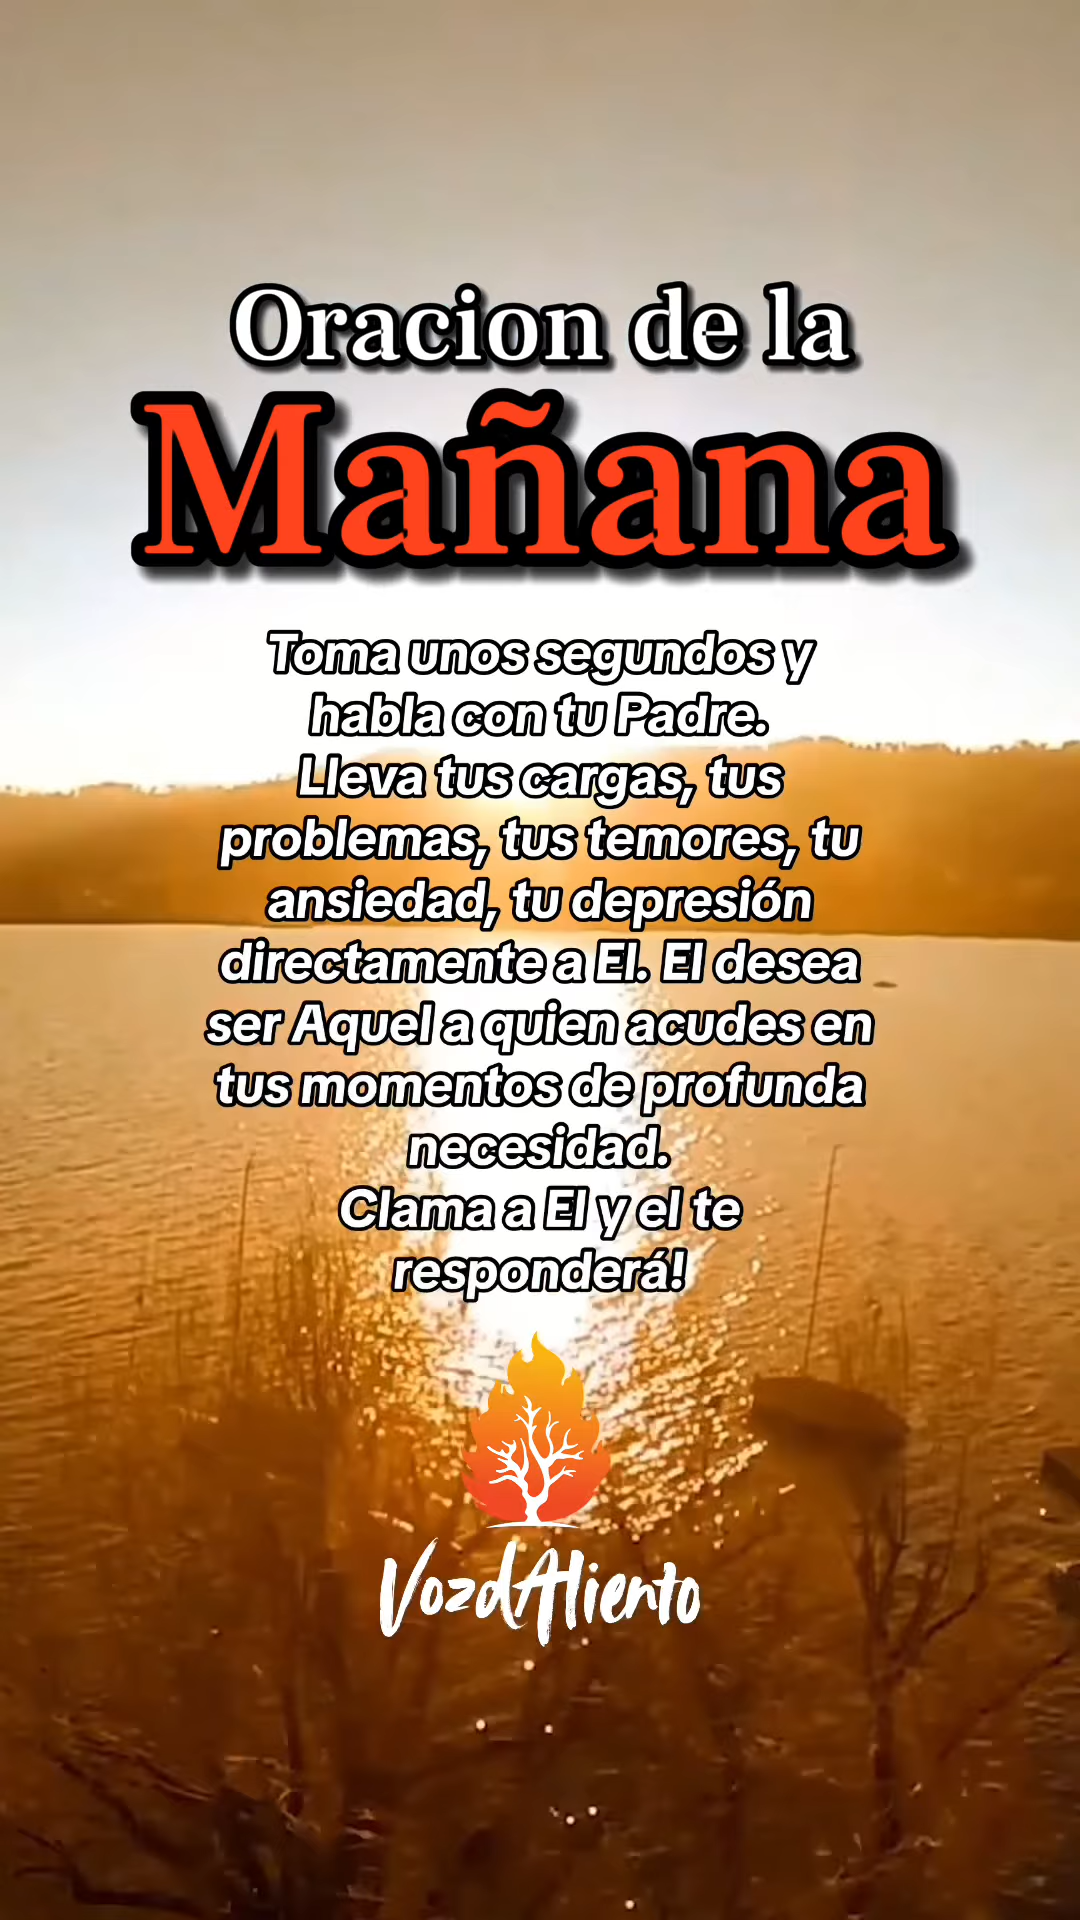 Oracion de la
Mañana
Toma unos segundos y
habla con tu Padre.
Lleva tus cargas, tus
problemas, tus temores, tu
ansiedad, tu depresión
directamente a El. El desea
ser Aquel a quien acudes en
tus momentos de profunda
necesidad.
Clama a El y el te
responderá!
VozdAliento